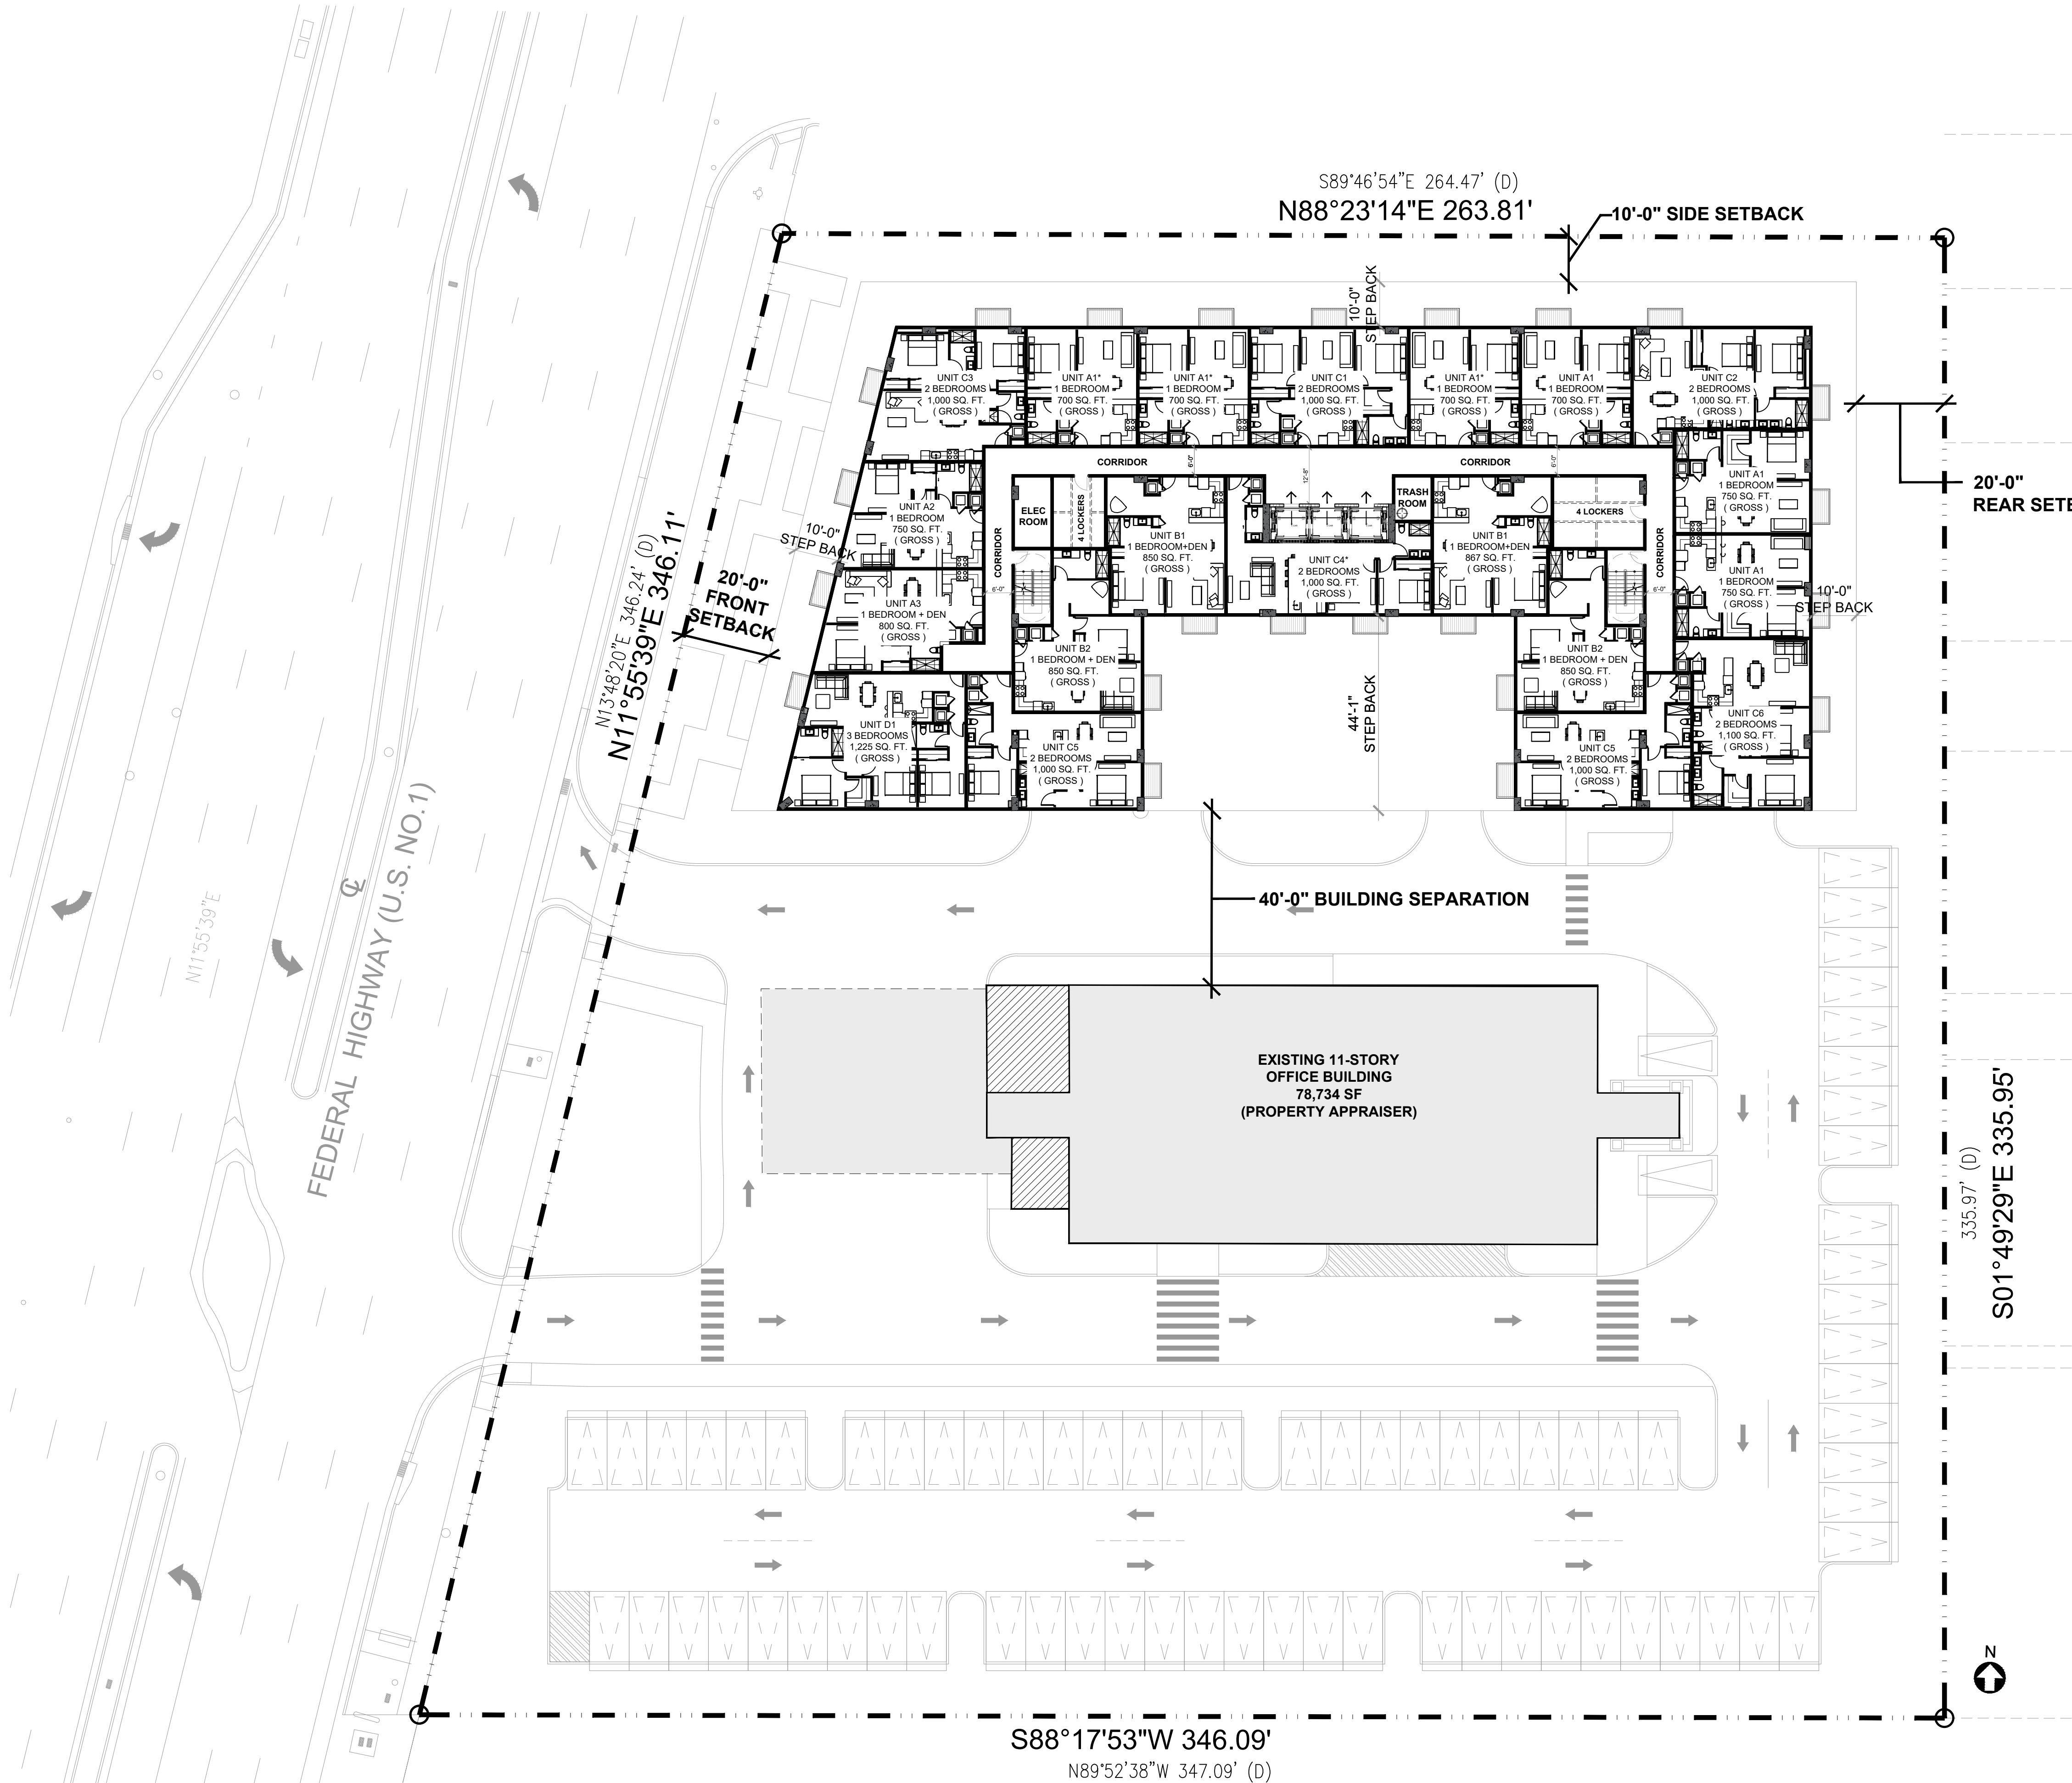 S89°46'54"E 264.47' (D)
N88°23'14"E 263.81'
10'-0" SIDE SETBACK
10'-0"
STEP BACK
UNIT C3
2 BEDROOMS
1,000 SQ. FT.
( GROSS )
UNIT A1*
1 BEDROOM
700 SQ. FT.
( GROSS )
UNIT A1*
1 BEDROOM
700 SQ. FT.
( GROSS )
UNIT C1
2 BEDROOMS
1,000 SQ. FT.
( GROSS )
UNIT A1*
1 BEDROOM
700 SQ. FT.
( GROSS )
UNIT A1
1 BEDROOM
700 SQ. FT.
( GROSS )
UNIT C2
2 BEDROOMS
1,000 SQ. FT.
( GROSS )
CORRIDOR
6'-0"
12'-8"
CORRIDOR
6'-0"
UNIT A1
1 BEDROOM
750 SQ. FT.
( GROSS )
20'-0"
REAR SETE
UNIT A2
1 BEDROOM
750 SQ. FT.
( GROSS )
ELEC
ROOM
4 LOCKERS
TRASH
ROOM
4 LOCKERS
CORRIDOR
CORRIDOR
UNIT B1
1 BEDROOM+DEN
850 SQ. FT.
( GROSS )
UNIT C4*
2 BEDROOMS
1,000 SQ. FT.
( GROSS )
UNIT B1
1 BEDROOM+DEN
867 SQ. FT.
( GROSS )
UNIT A1
1 BEDROOM
750 SQ. FT.
( GROSS )
10'-0"
STEP BACK
10'-0"
STEP BACK
20'-0"
FRONT
SETBACK
N13°48'20"E 346.24' (D)
N11°55'39"E 346.11'
UNIT A3
1 BEDROOM + DEN
800 SQ. FT.
( GROSS )
6'-0"
6'-0"
UNIT B2
1 BEDROOM + DEN
850 SQ. FT.
( GROSS )
UNIT B2
1 BEDROOM + DEN
850 SQ. FT.
( GROSS )
44'-1"
STEP BACK
UNIT D1
3 BEDROOMS
1,225 SQ. FT.
( GROSS )
UNIT C5
2 BEDROOMS
1,000 SQ. FT.
( GROSS )
UNIT C5
2 BEDROOMS
1,000 SQ. FT.
( GROSS )
UNIT C6
2 BEDROOMS
1,100 SQ. FT.
( GROSS )
40'-0" BUILDING SEPARATION
N11°55'39"E
CL
FEDERAL HIGHWAY (U.S. NO.1)
EXISTING 11-STORY
OFFICE BUILDING
78,734 SF
(PROPERTY APPRAISER)
335.97' (D)
S01°49'29"E 335.95'
N
S88°17'53"W 346.09'
N89°52'38"W 347.09' (D)